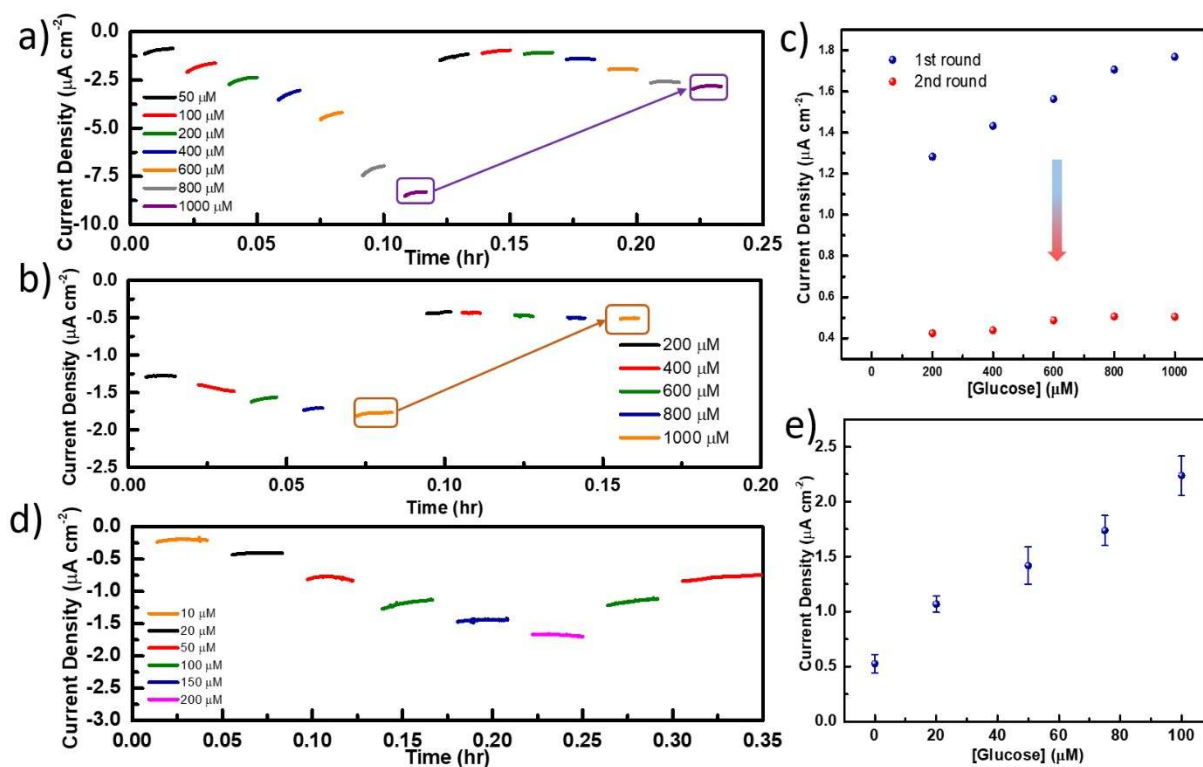 a)
Current Density (μA cm⁻²)
0.0
-2.5
-5.0
-7.5
-10.0
50 μM
100 μM
200 μM
400 μM
600 μM
800 μM
1000 μM
0.00 0.05 0.10 0.15 0.20 0.25
Time (hr)
b)
Current Density (μA cm⁻²)
0.0
-0.5
-1.0
-1.5
-2.0
-2.5
200 μM
400 μM
600 μM
800 μM
1000 μM
0.00 0.05 0.10 0.15 0.20
Time (hr)
c)
Current Density (μA cm⁻²)
1.8
1.6
1.4
1.2
1.0
0.8
0.6
0.4
1st round
2nd round
0 200 400 600 800 1000
[Glucose] (μM)
d)
Current Density (μA cm⁻²)
0.0
-0.5
-1.0
-1.5
-2.0
-2.5
-3.0
10 μM
20 μM
50 μM
100 μM
150 μM
200 μM
0.00 0.05 0.10 0.15 0.20 0.25 0.30 0.35
Time (hr)
e)
Current Density (μA cm⁻²)
2.5
2.0
1.5
1.0
0.5
0.0
0 20 40 60 80 100
[Glucose] (μM)